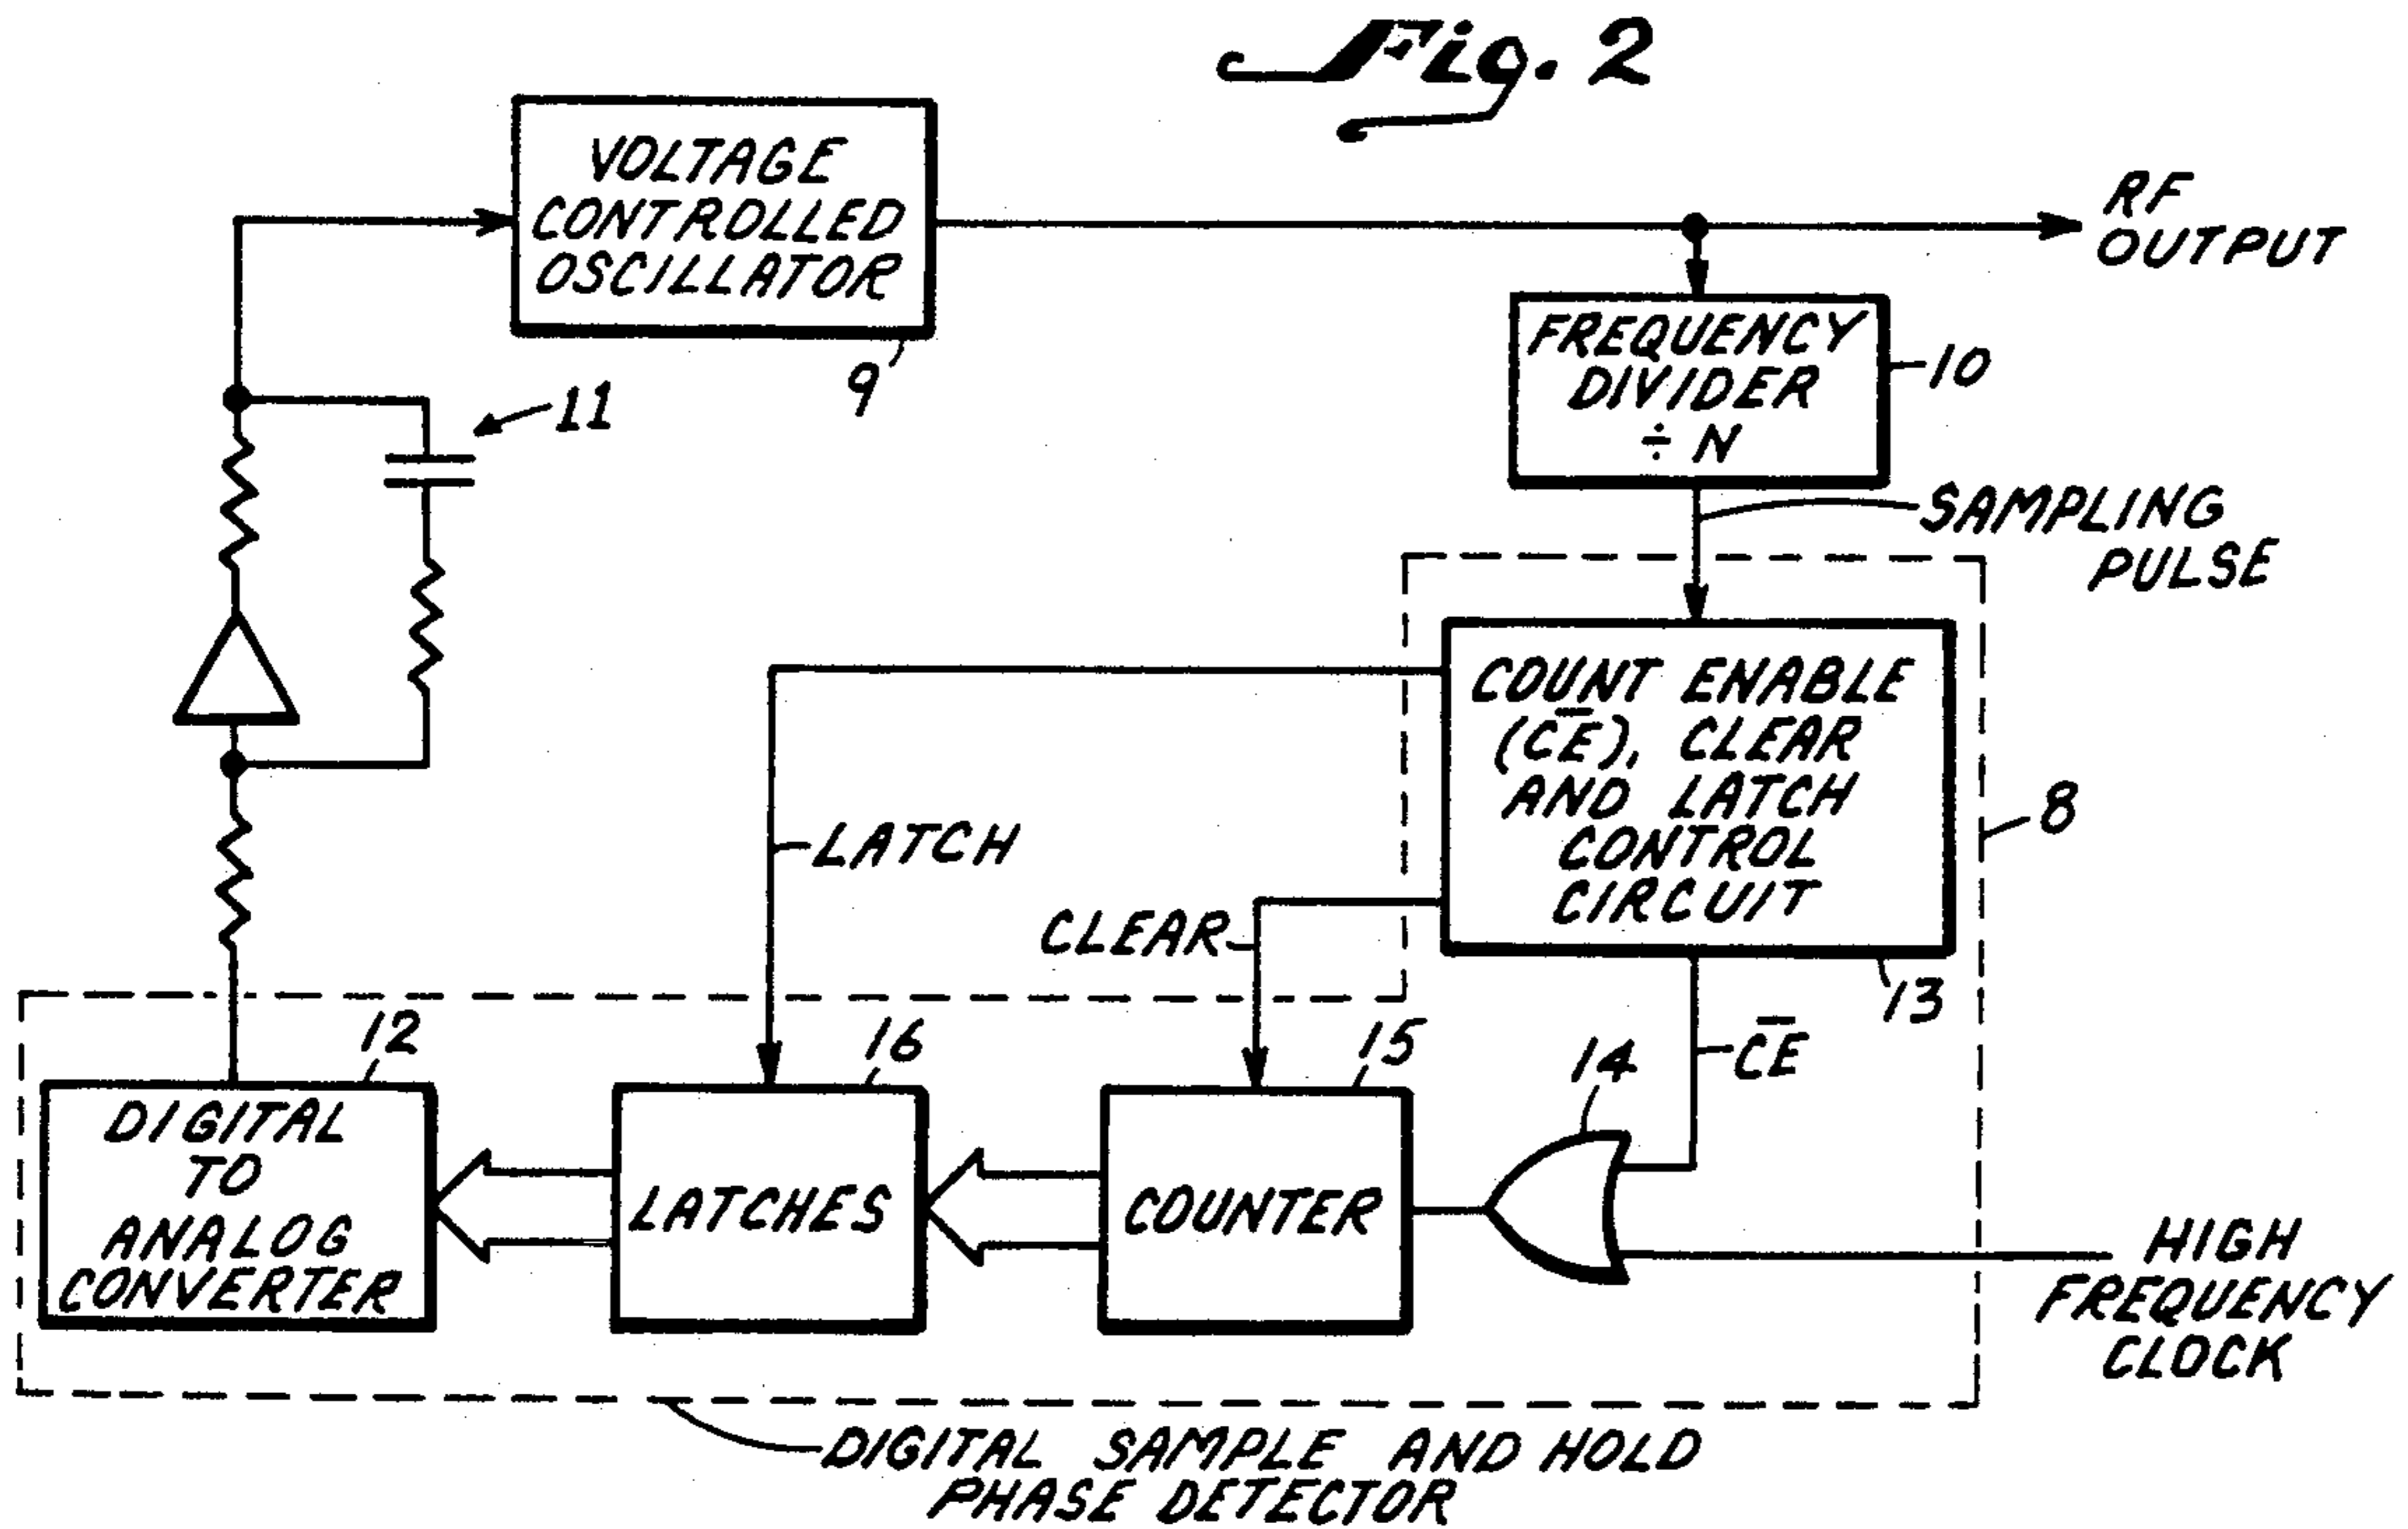 Fig. 2
VOLTAGE
CONTROLLED
OSCILLATOR
9
RF
OUTPUT
FREQUENCY
DIVIDER
÷ N
10
11
SAMPLING
PULSE
COUNT ENABLE
(C̅E̅), CLEAR
AND LATCH
CONTROL
CIRCUIT
8
LATCH
CLEAR
13
C̅E̅
12
16
15
14
DIGITAL
TO
ANALOG
CONVERTER
LATCHES
COUNTER
HIGH
FREQUENCY
CLOCK
DIGITAL SAMPLE AND HOLD
PHASE DETECTOR